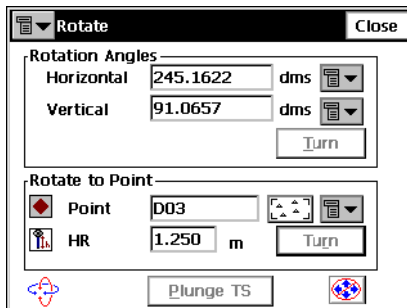 Rotate Close
Rotation Angles
Horizontal 245.1622 dms
Vertical 91.0657 dms
Turn
Rotate to Point
Point D03
HR 1.250 m Turn
Plunge TS